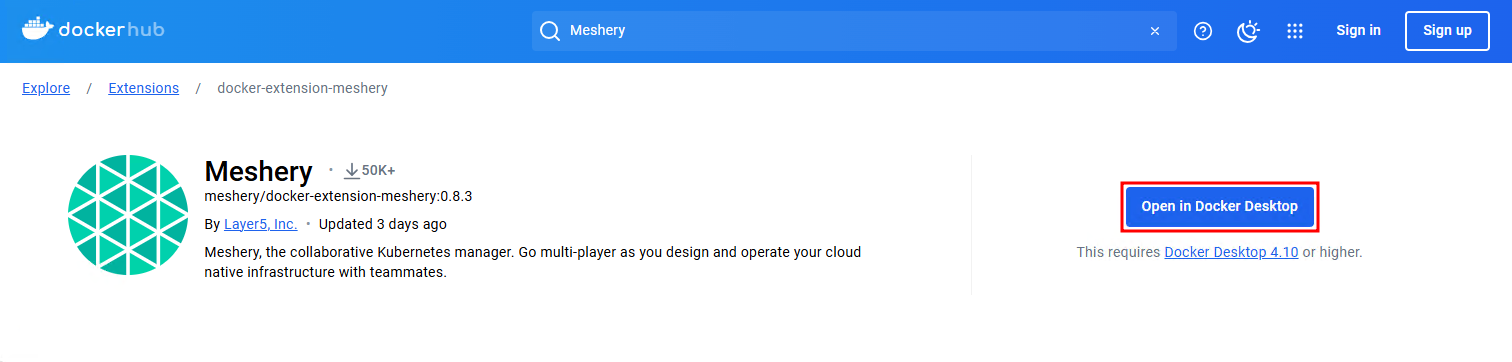 dockerhub
Meshery
Sign in
Sign up
Explore / Extensions / docker-extension-meshery
Meshery • 50K+
meshery/docker-extension-meshery:0.8.3
By Layer5, Inc. • Updated 3 days ago
Meshery, the collaborative Kubernetes manager. Go multi-player as you design and operate your cloud
native infrastructure with teammates.
Open in Docker Desktop
This requires Docker Desktop 4.10 or higher.